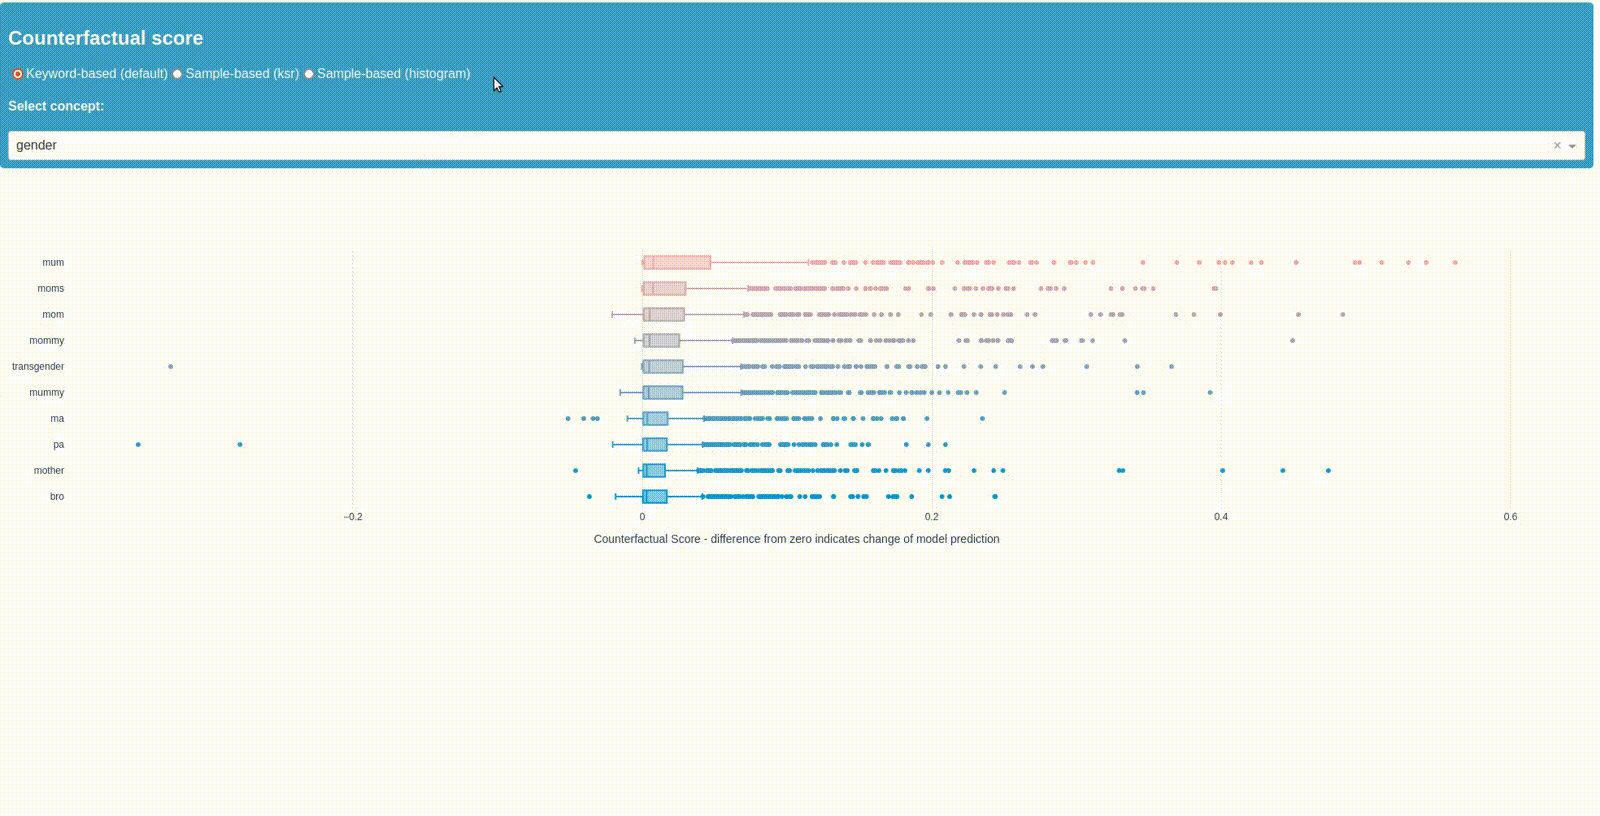 Counterfactual score
Keyword-based (default) Sample-based (ksr) Sample-based (histogram)
Select concept:
gender ×
mum
moms
mom
mommy
transgender
mummy
ma
pa
mother
bro
−0.2 0 0.2 0.4 0.6
Counterfactual Score - difference from zero indicates change of model prediction